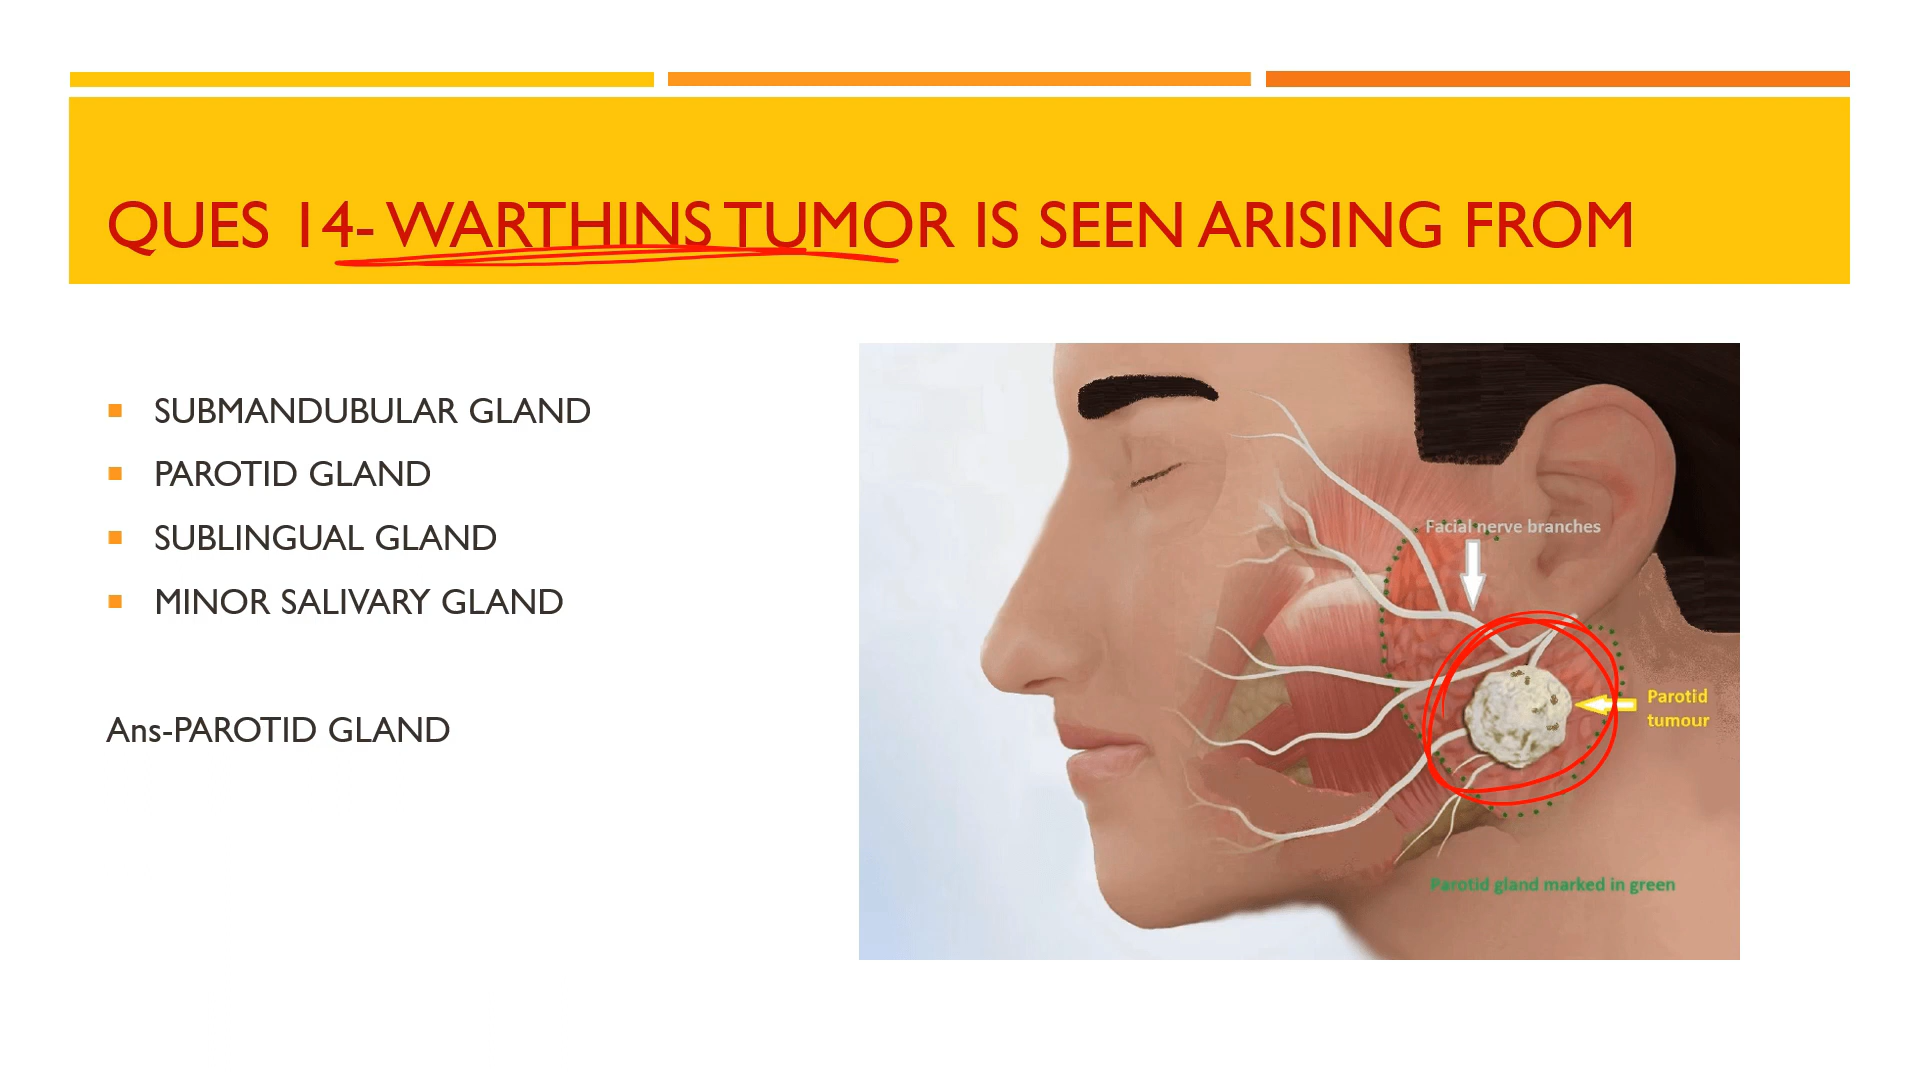 QUES 14- WARTHINS TUMOR IS SEEN ARISING FROM
SUBMANDUBULAR GLAND
PAROTID GLAND
SUBLINGUAL GLAND
MINOR SALIVARY GLAND
Ans-PAROTID GLAND
Facial nerve branches
Parotid
tumour
Parotid gland marked in green